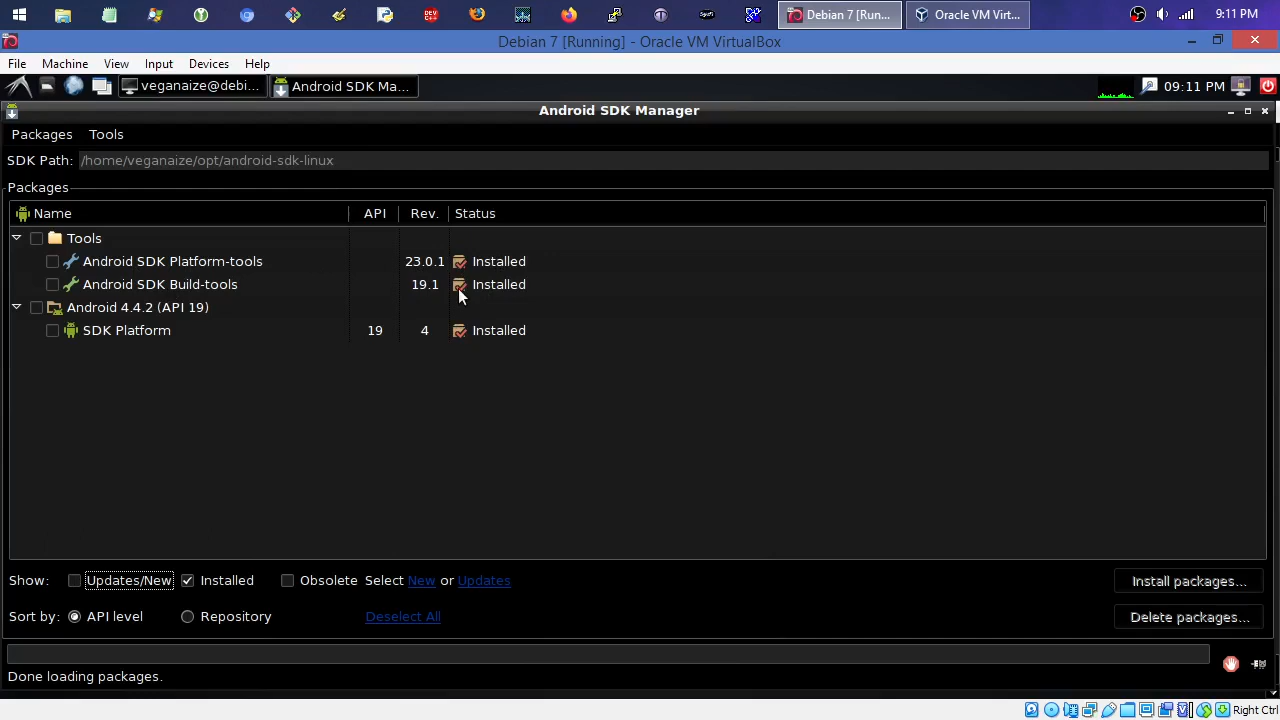 Debian 7 [Run...
Oracle VM Virt...
9:11 PM
Debian 7 [Running] - Oracle VM VirtualBox
File Machine View Input Devices Help
veganaize@debi...
Android SDK Ma...
09:11 PM
Android SDK Manager
Packages Tools
SDK Path: /home/veganaize/opt/android-sdk-linux
Packages
Name API Rev. Status
Tools
Android SDK Platform-tools 23.0.1 Installed
Android SDK Build-tools 19.1 Installed
Android 4.4.2 (API 19)
SDK Platform 19 4 Installed
Show: Updates/New Installed Obsolete Select New or Updates
Install packages...
Sort by: API level Repository Deselect All
Delete packages...
Done loading packages.
Right Ctrl